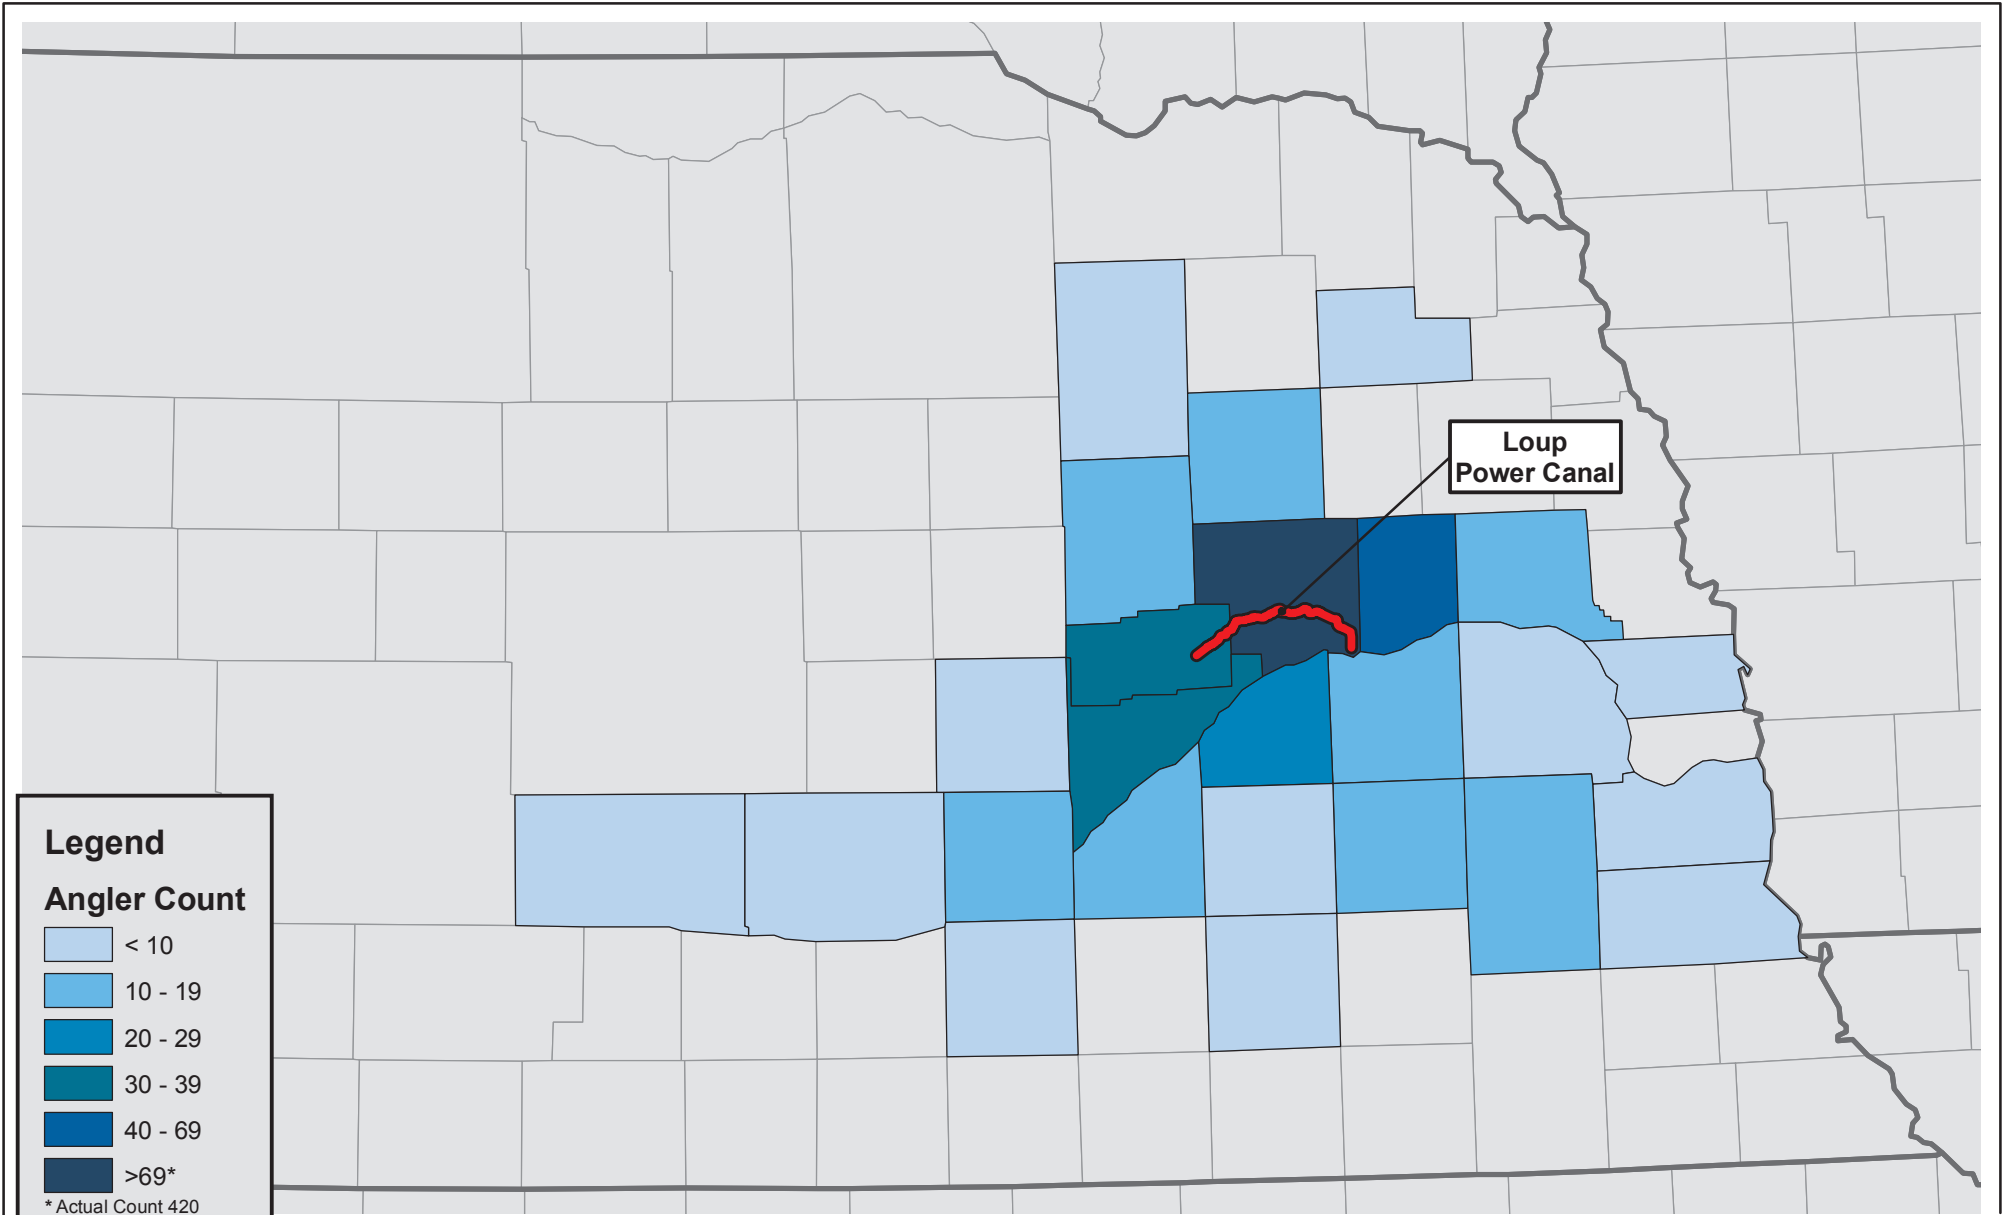 Loup
Power Canal
Legend
Angler Count
< 10
10 - 19
20 - 29
30 - 39
40 - 69
>69*
* Actual Count 420